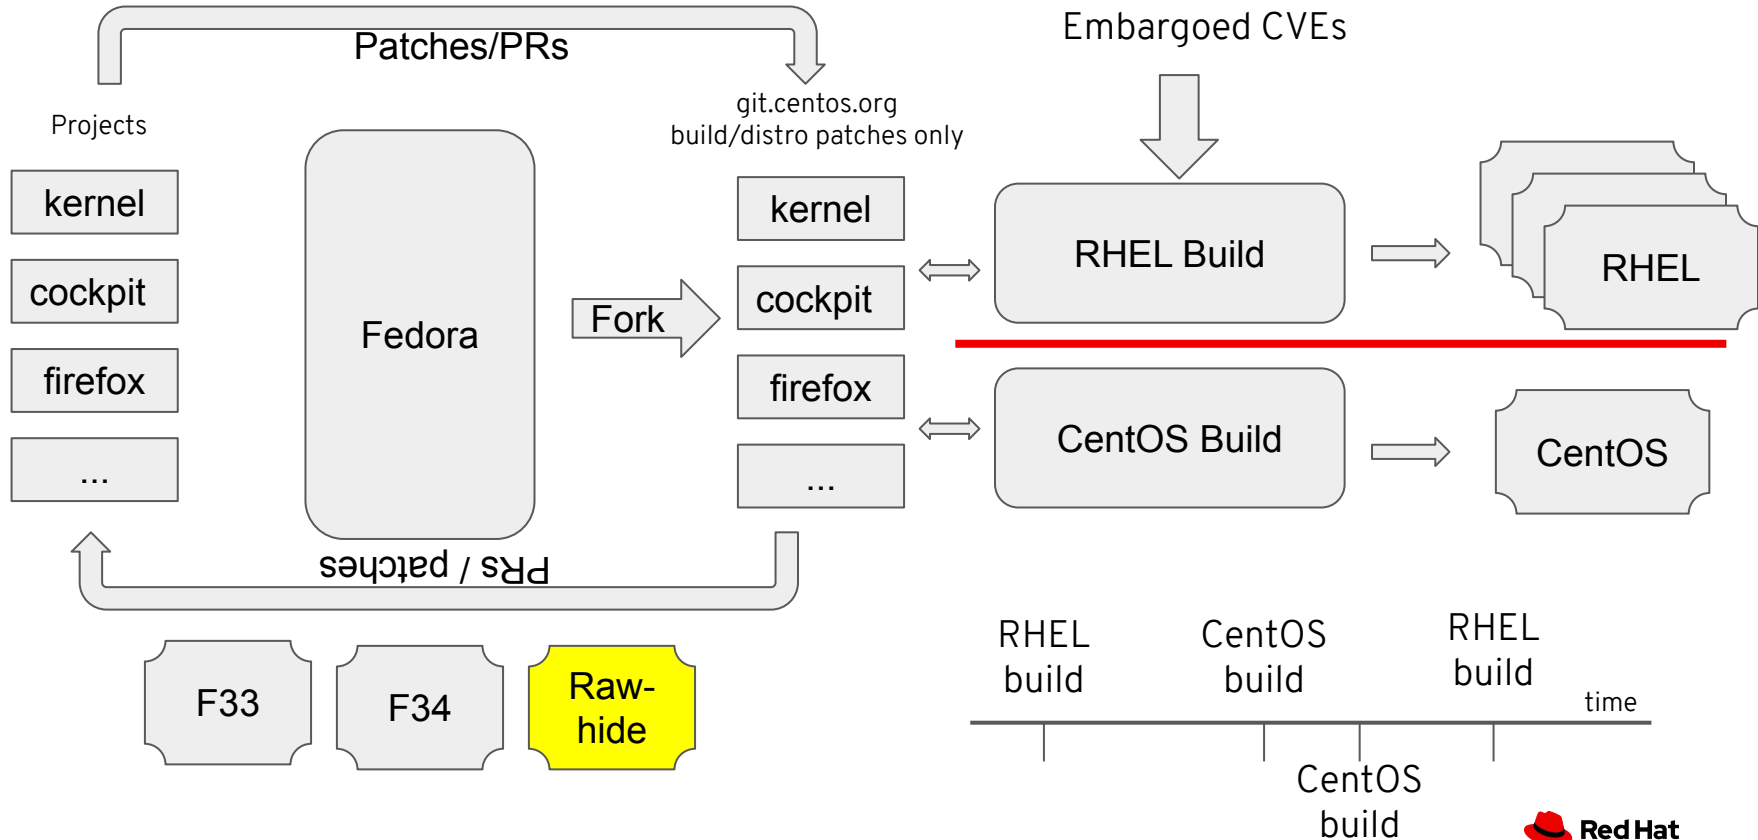 Patches/PRs
Embargoed CVEs
Projects
git.centos.org
build/distro patches only
kernel
cockpit
firefox
...
Fedora
Fork
kernel
cockpit
firefox
...
RHEL Build
RHEL
CentOS Build
CentOS
PRs / patches
F33
F34
Raw-
hide
RHEL
build
CentOS
build
RHEL
build
time
CentOS
build
Red Hat